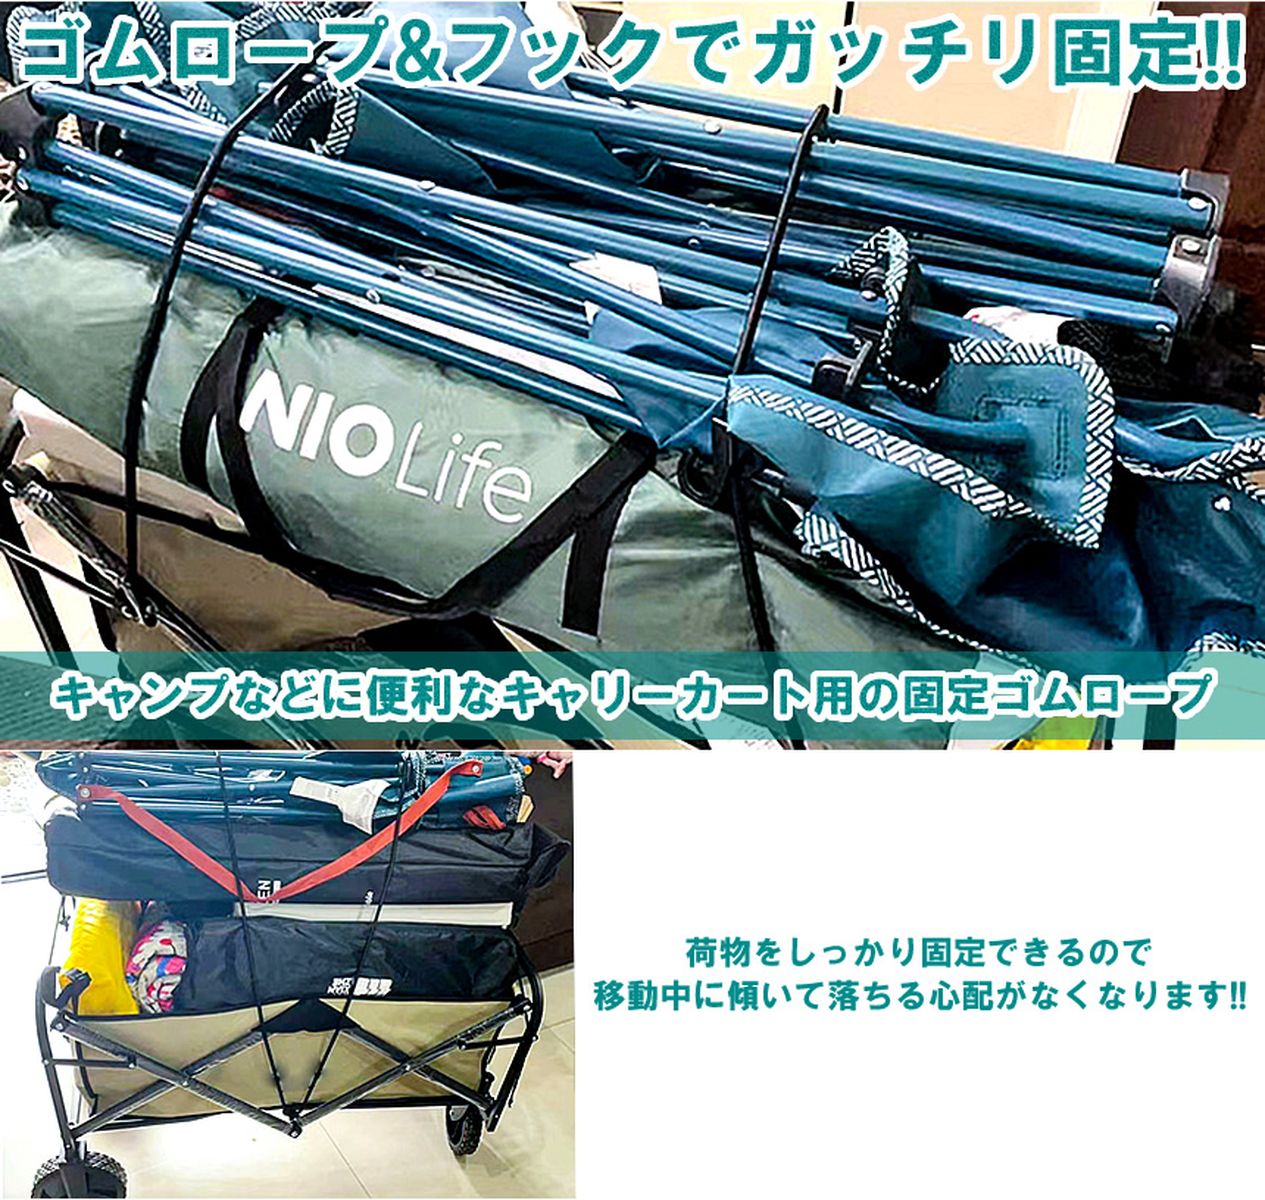 ゴムロープ&フックでガッチリ固定!!
NIO Life
キャンプなどに便利なキャリーカート用の固定ゴムロープ
荷物をしっかり固定できるので
移動中に傾いて落ちる心配がなくなります!!